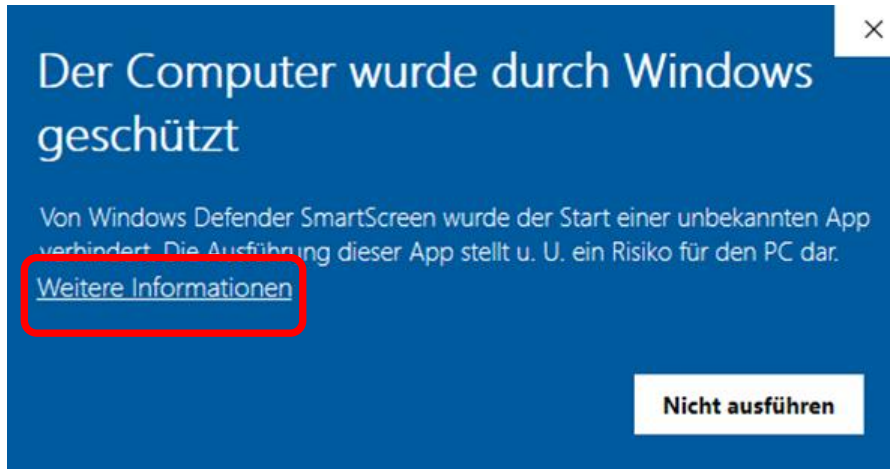 Der Computer wurde durch Windows
geschützt
Von Windows Defender SmartScreen wurde der Start einer unbekannten App
verhindert. Die Ausführung dieser App stellt u. U. ein Risiko für den PC dar.
Weitere Informationen
Nicht ausführen